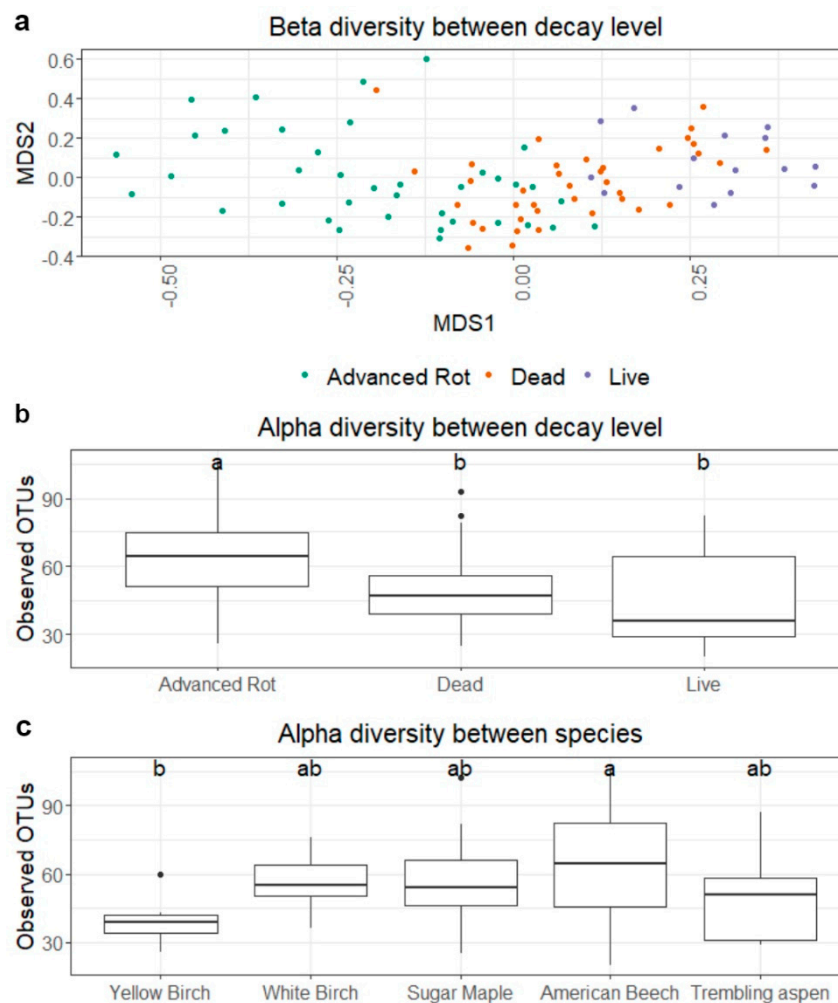 a
Beta diversity between decay level
MDS2
0.6
0.4
0.2
0.0
-0.2
-0.4
-0.50
-0.25
0.00
0.25
MDS1
Advanced Rot Dead Live
b
Alpha diversity between decay level
Observed OTUs
a b b
90
60
30
Advanced Rot Dead Live
c
Alpha diversity between species
Observed OTUs
b ab ab a ab
90
60
30
Yellow Birch White Birch Sugar Maple American Beech Trembling aspen